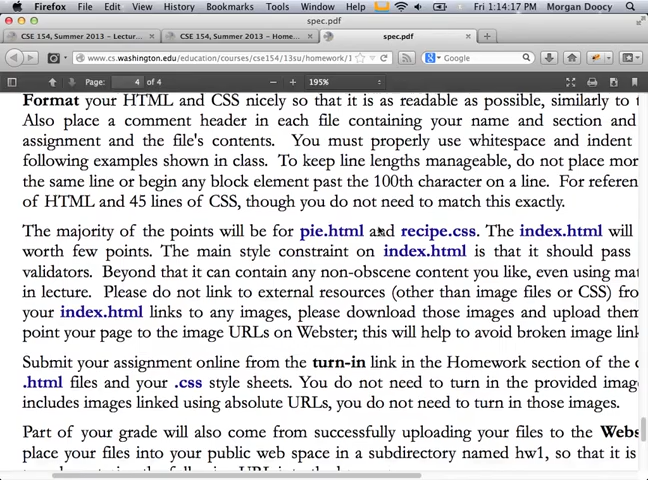 Firefox File Edit View History Bookmarks Tools Window Help Fri 1:14:17 PM Morgan Doocy
spec.pdf
CSE 154, Summer 2013 – Lectur... CSE 154, Summer 2013 – Home... spec.pdf
www.cs.washington.edu/education/courses/cse154/13su/homework/1 Google
Page: 4 of 4 195%
Format your HTML and CSS nicely so that it is as readable as possible, similarly to t
Also place a comment header in each file containing your name and section and
assignment and the file's contents. You must properly use whitespace and indent
following examples shown in class. To keep line lengths manageable, do not place mor
the same line or begin any block element past the 100th character on a line. For referen
of HTML and 45 lines of CSS, though you do not need to match this exactly.
The majority of the points will be for pie.html and recipe.css. The index.html will
worth few points. The main style constraint on index.html is that it should pass
validators. Beyond that it can contain any non-obscene content you like, even using mat
in lecture. Please do not link to external resources (other than image files or CSS) fro
your index.html links to any images, please download those images and upload them
point your page to the image URLs on Webster; this will help to avoid broken image link
Submit your assignment online from the turn-in link in the Homework section of the c
.html files and your .css style sheets. You do not need to turn in the provided imag
includes images linked using absolute URLs, you do not need to turn in those images.
Part of your grade will also come from successfully uploading your files to the Webs
place your files into your public web space in a subdirectory named hw1, so that it is